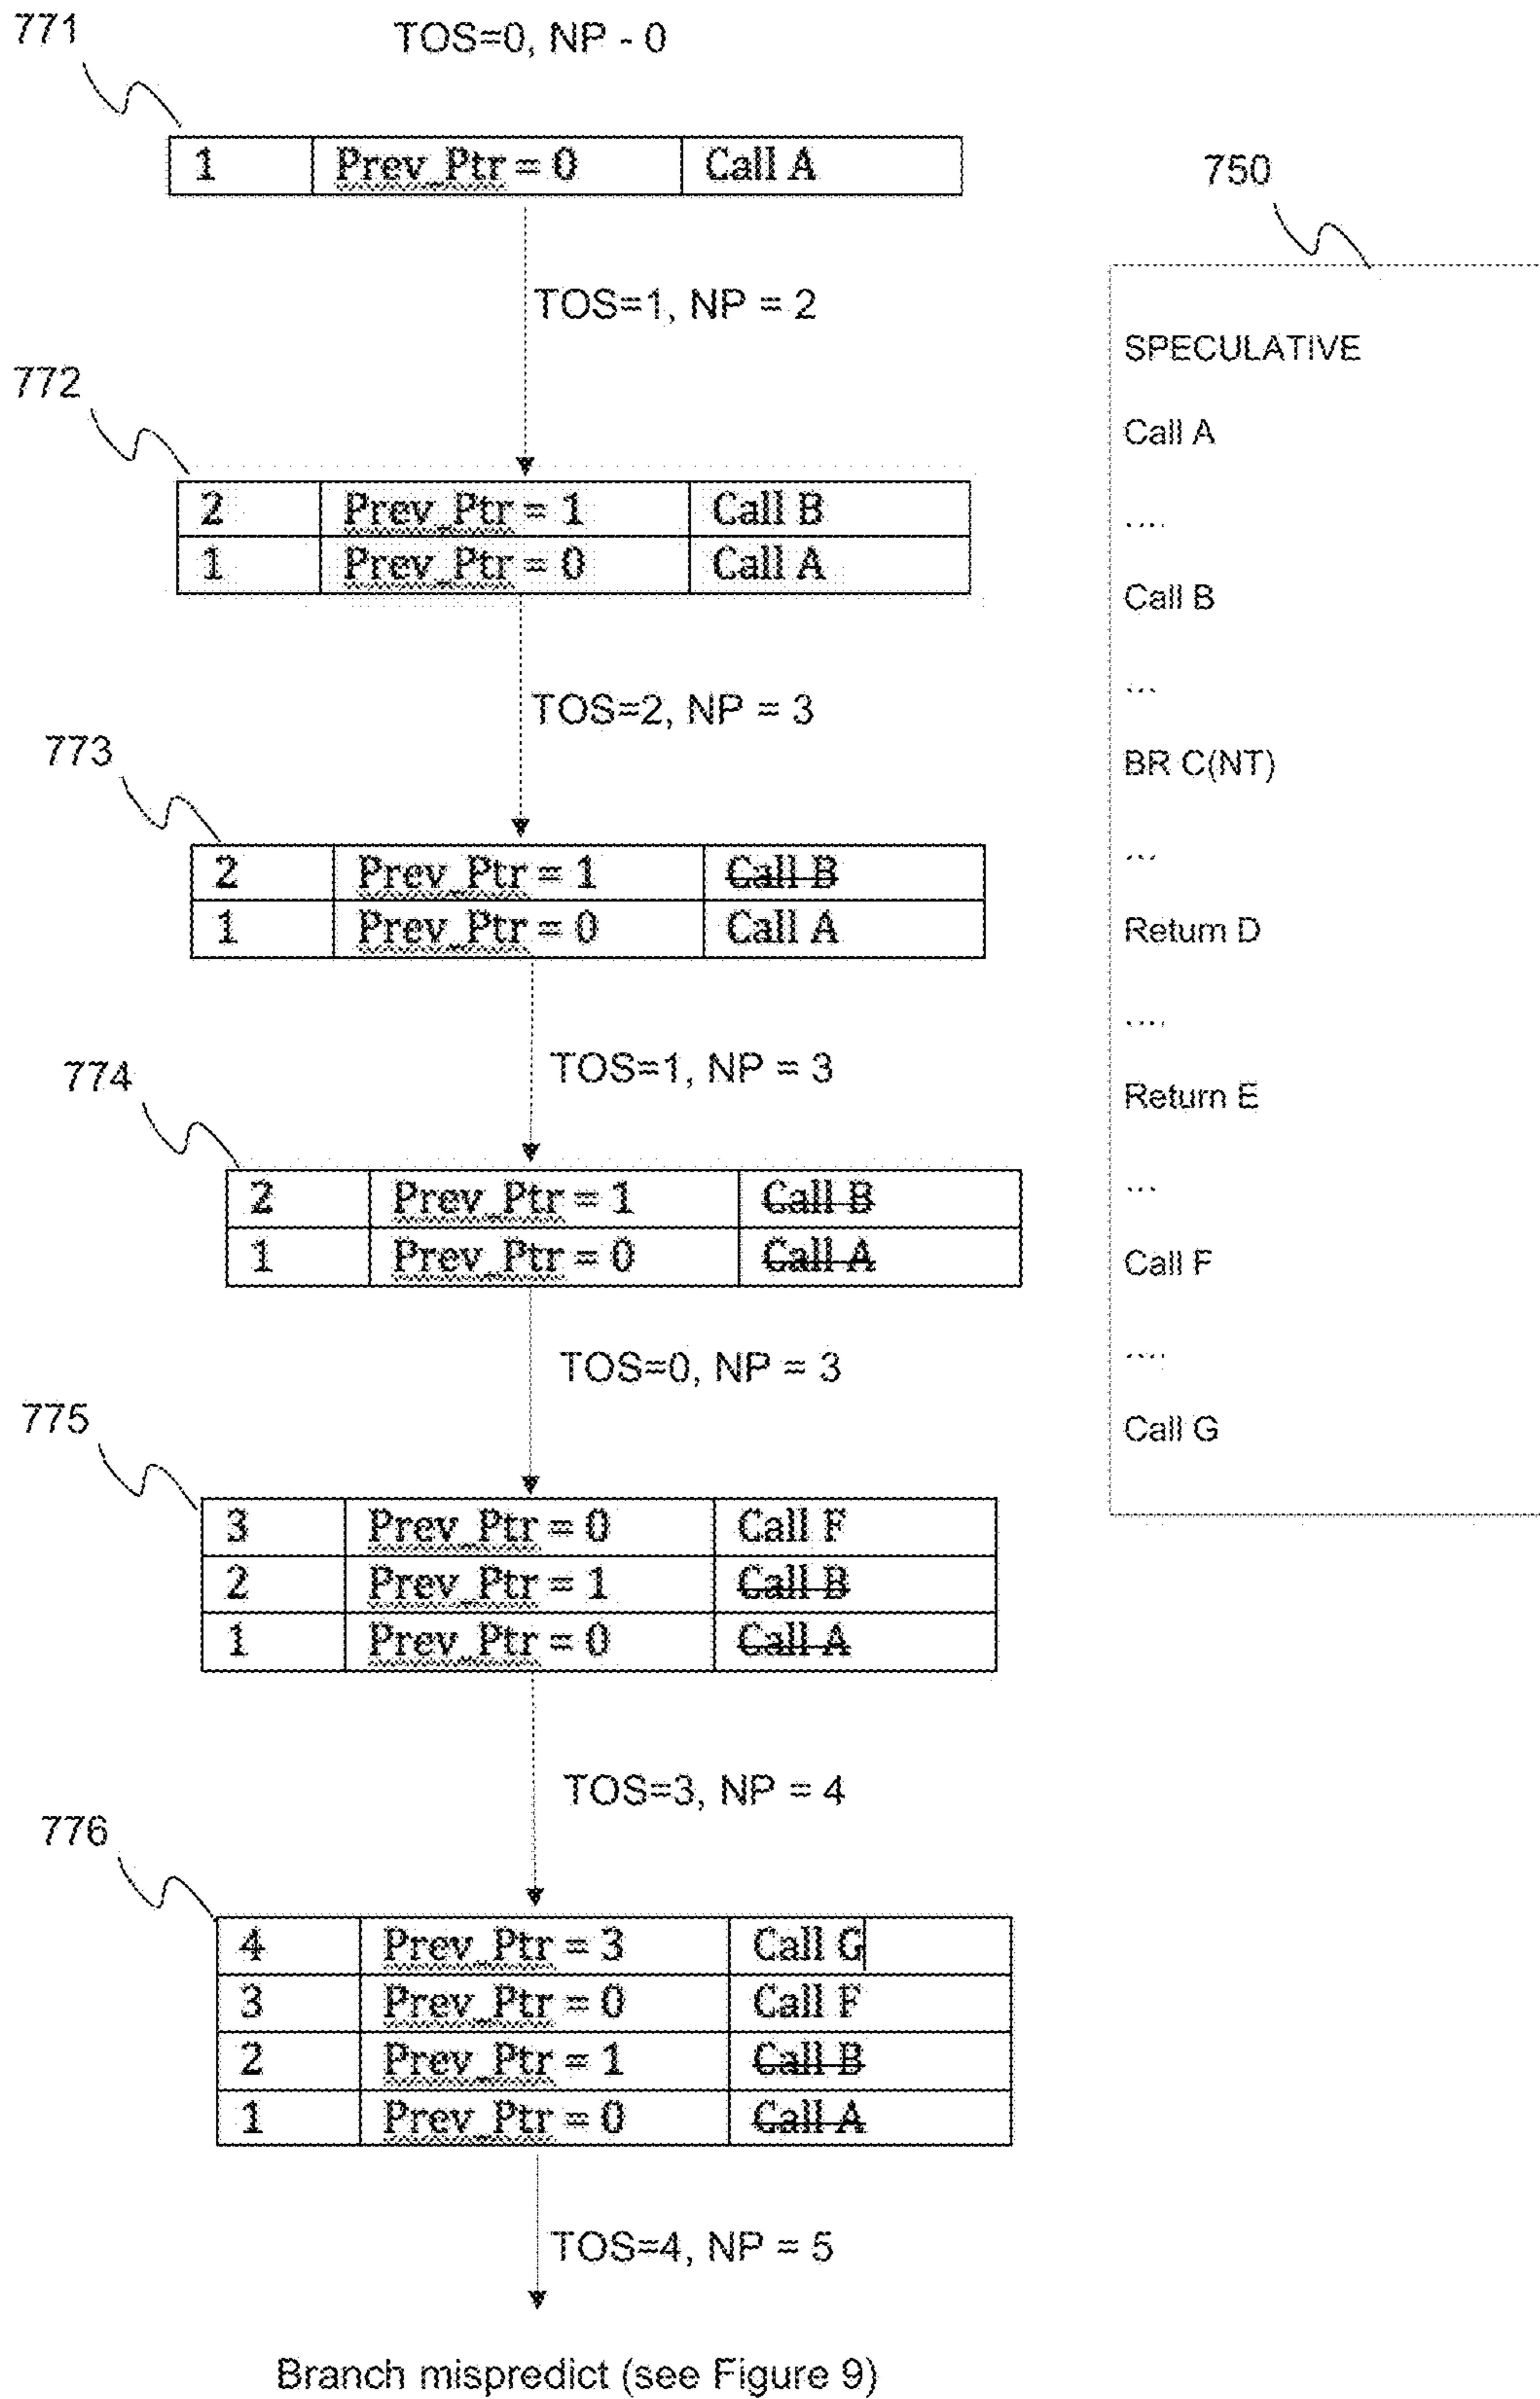 771
TOS=0, NP - 0
1 Prev_Ptr = 0 Call A
TOS=1, NP = 2
772
2 Prev_Ptr = 1 Call B
1 Prev_Ptr = 0 Call A
TOS=2, NP = 3
773
2 Prev_Ptr = 1 Call B
1 Prev_Ptr = 0 Call A
TOS=1, NP = 3
774
2 Prev_Ptr = 1 Call B
1 Prev_Ptr = 0 Call A
TOS=0, NP = 3
775
3 Prev_Ptr = 0 Call F
2 Prev_Ptr = 1 Call B
1 Prev_Ptr = 0 Call A
TOS=3, NP = 4
776
4 Prev_Ptr = 3 Call G
3 Prev_Ptr = 0 Call F
2 Prev_Ptr = 1 Call B
1 Prev_Ptr = 0 Call A
TOS=4, NP = 5
Branch mispredict (see Figure 9)
750
SPECULATIVE
Call A
....
Call B
...
BR C(NT)
...
Return D
....
Return E
...
Call F
....
Call G